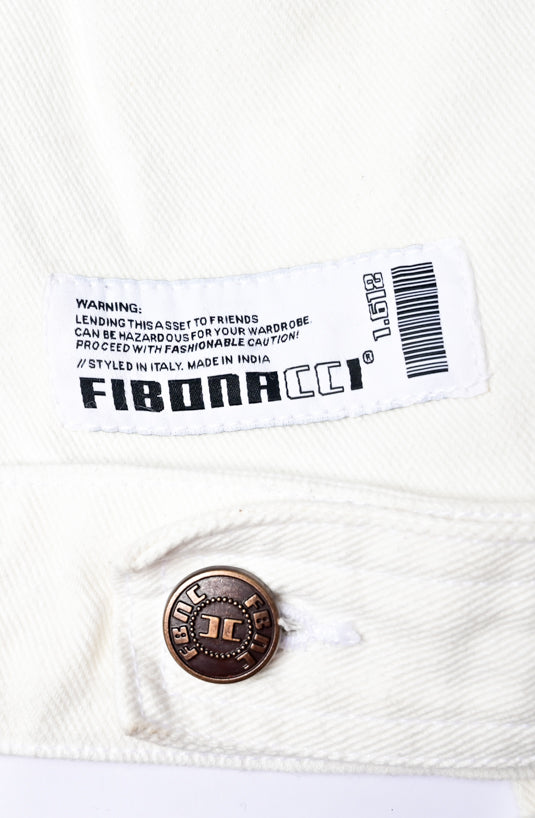 WARNING:
LENDING THIS ASSET TO FRIENDS
CAN BE HAZARDOUS FOR YOUR WARDROBE.
PROCEED WITH FASHIONABLE CAUTION!
// STYLED IN ITALY. MADE IN INDIA
FIBONACCI®
1.618
FBNC
FBNC